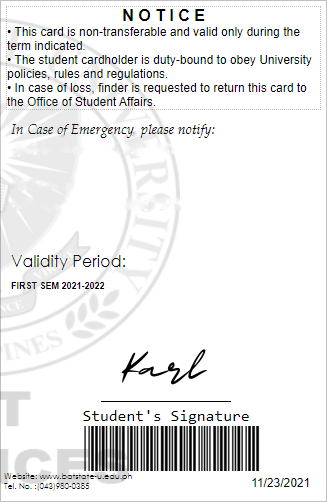 NOTICE
• This card is non-transferable and valid only during the
term indicated.
• The student cardholder is duty-bound to obey University
policies, rules and regulations.
• In case of loss, finder is requested to return this card to
the Office of Student Affairs.
In Case of Emergency please notify:
VERSITY
Validity Period:
FIRST SEM 2021-2022
PINES
Karl
Student's Signature
Website: www.batstate-u.edu.ph
Tel. No. :(043)980-0385
11/23/2021